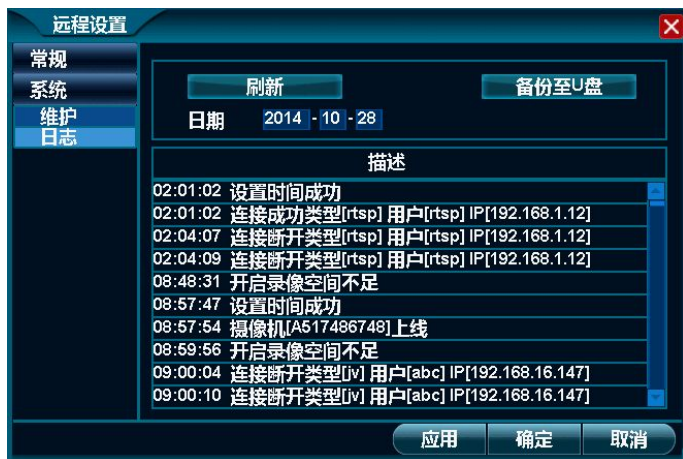 远程设置
常规
系统
维护
日志
刷新
备份至U盘
日期 2014 - 10 - 28
描述
02:01:02 设置时间成功
02:01:02 连接成功类型[rtsp] 用户[rtsp] IP[192.168.1.12]
02:04:07 连接断开类型[rtsp] 用户[rtsp] IP[192.168.1.12]
02:04:09 连接断开类型[rtsp] 用户[rtsp] IP[192.168.1.12]
08:48:31 开启录像空间不足
08:57:47 设置时间成功
08:57:54 摄像机[A517486748]上线
08:59:56 开启录像空间不足
09:00:04 连接断开类型[jv] 用户[abc] IP[192.168.16.147]
09:00:10 连接断开类型[jv] 用户[abc] IP[192.168.16.147]
应用 确定 取消